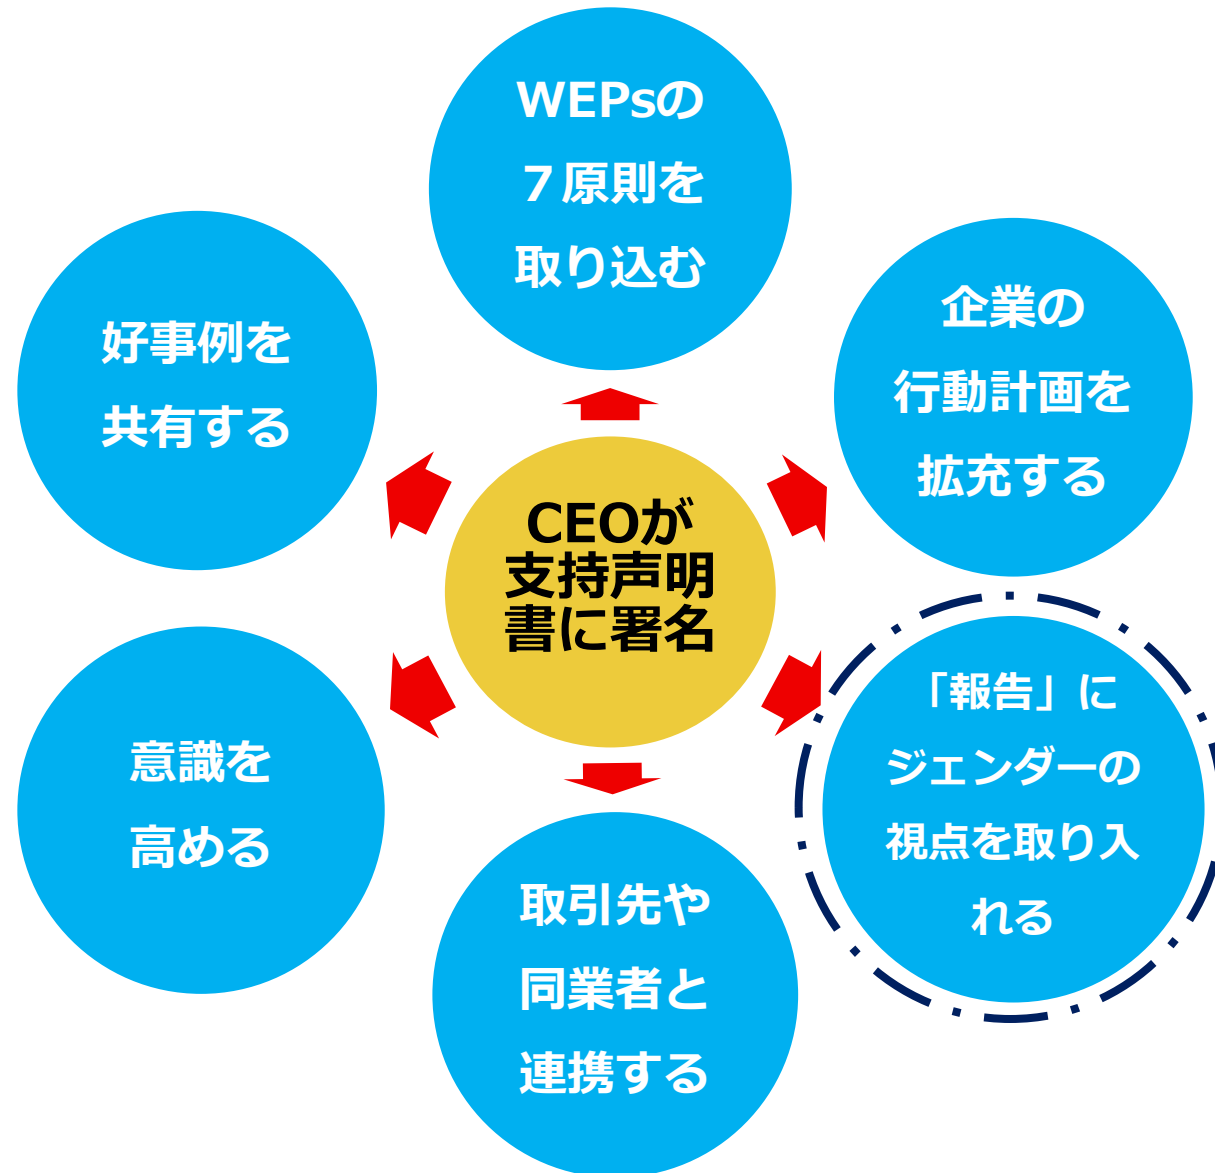 WEPsの
７原則を
取り込む
企業の
行動計画を
拡充する
「報告」に
ジェンダーの
視点を取り入
れる
取引先や
同業者と
連携する
意識を
高める
好事例を
共有する
CEOが
支持声明
書に署名